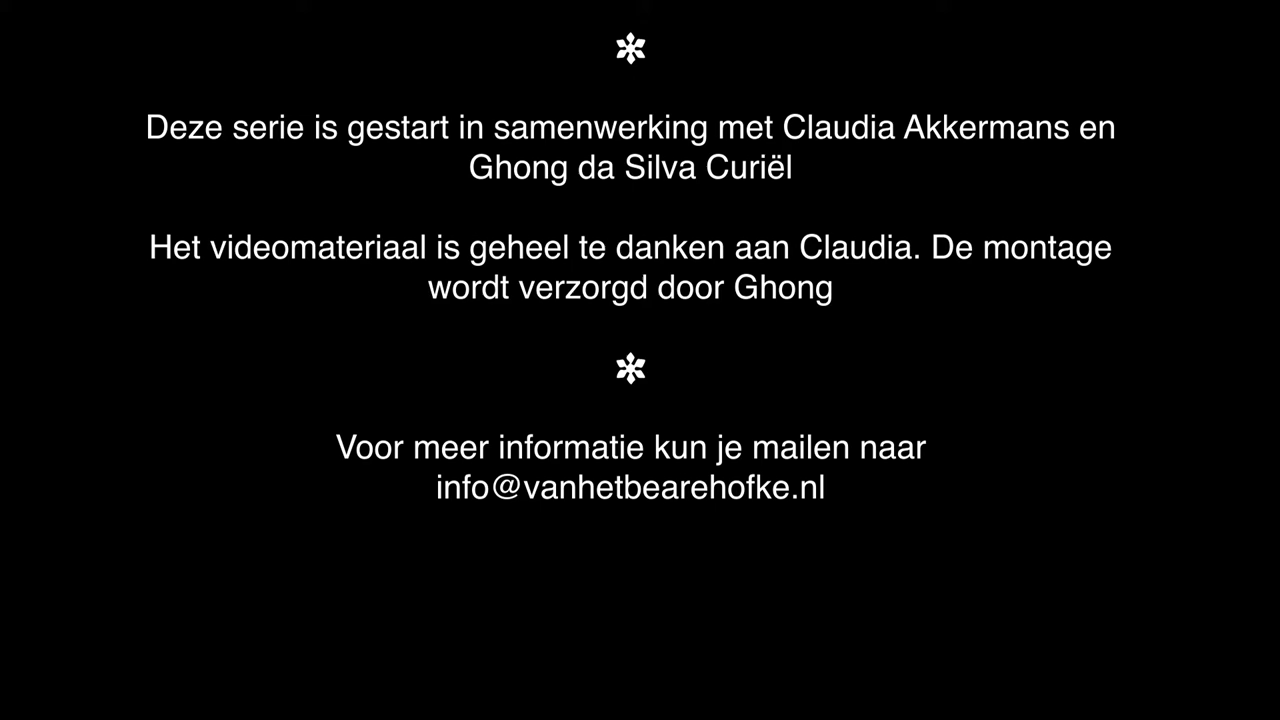 Deze serie is gestart in samenwerking met Claudia Akkermans en
Ghong da Silva Curiël
Het videomateriaal is geheel te danken aan Claudia. De montage
wordt verzorgd door Ghong
Voor meer informatie kun je mailen naar
info@vanhetbearehofke.nl